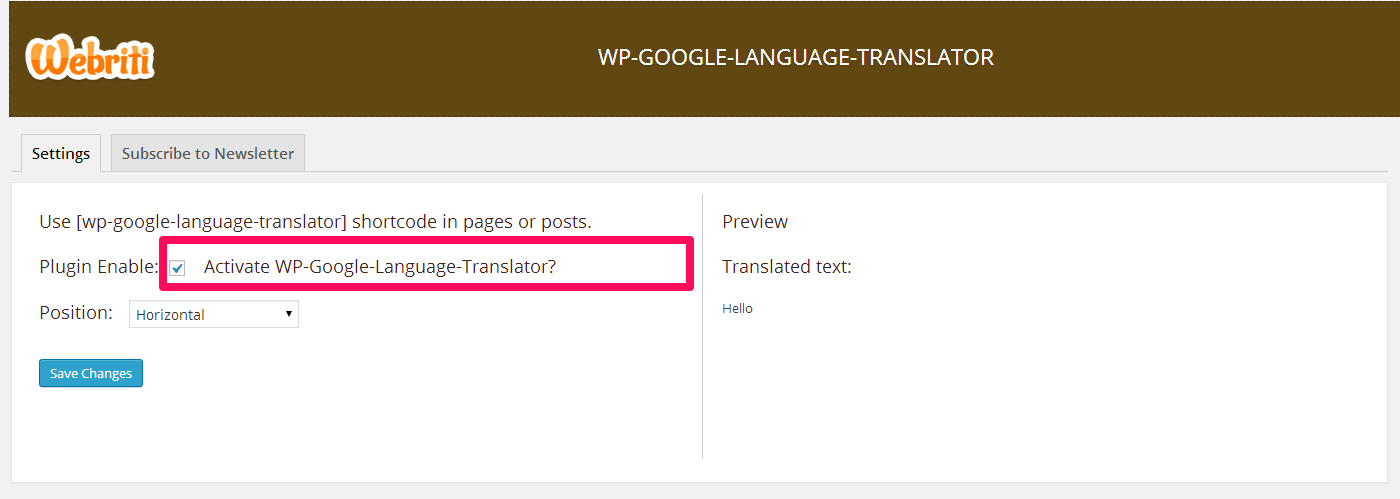 Webriti
WP-GOOGLE-LANGUAGE-TRANSLATOR
Settings
Subscribe to Newsletter
Use [wp-google-language-translator] shortcode in pages or posts.
Plugin Enable: Activate WP-Google-Language-Translator?
Position: Horizontal
Save Changes
Preview
Translated text:
Hello